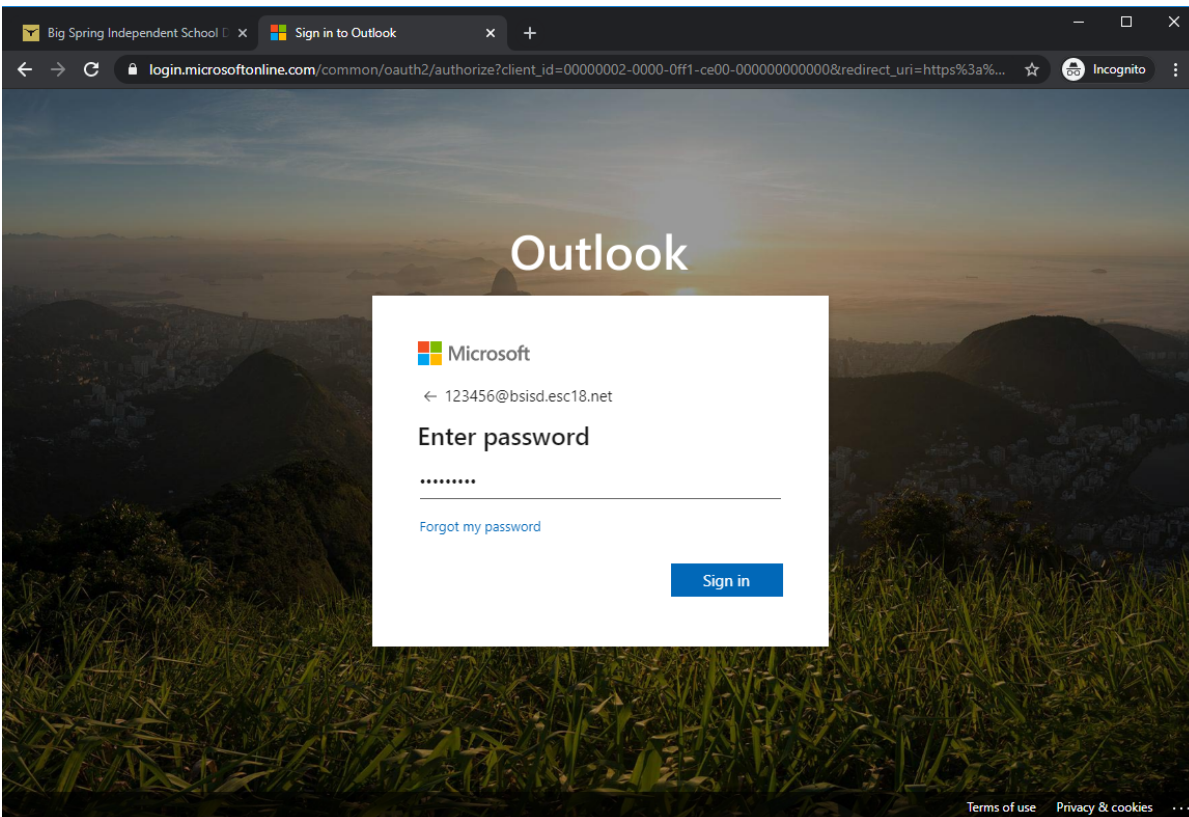 Big Spring Independent School D
Sign in to Outlook
login.microsoftonline.com/common/oauth2/authorize?client_id=00000002-0000-0ff1-ce00-000000000000&redirect_uri=https%3a%...
Incognito
Outlook
Microsoft
← 123456@bsisd.esc18.net
Enter password
•••••••••
Forgot my password
Sign in
Terms of use Privacy & cookies ...